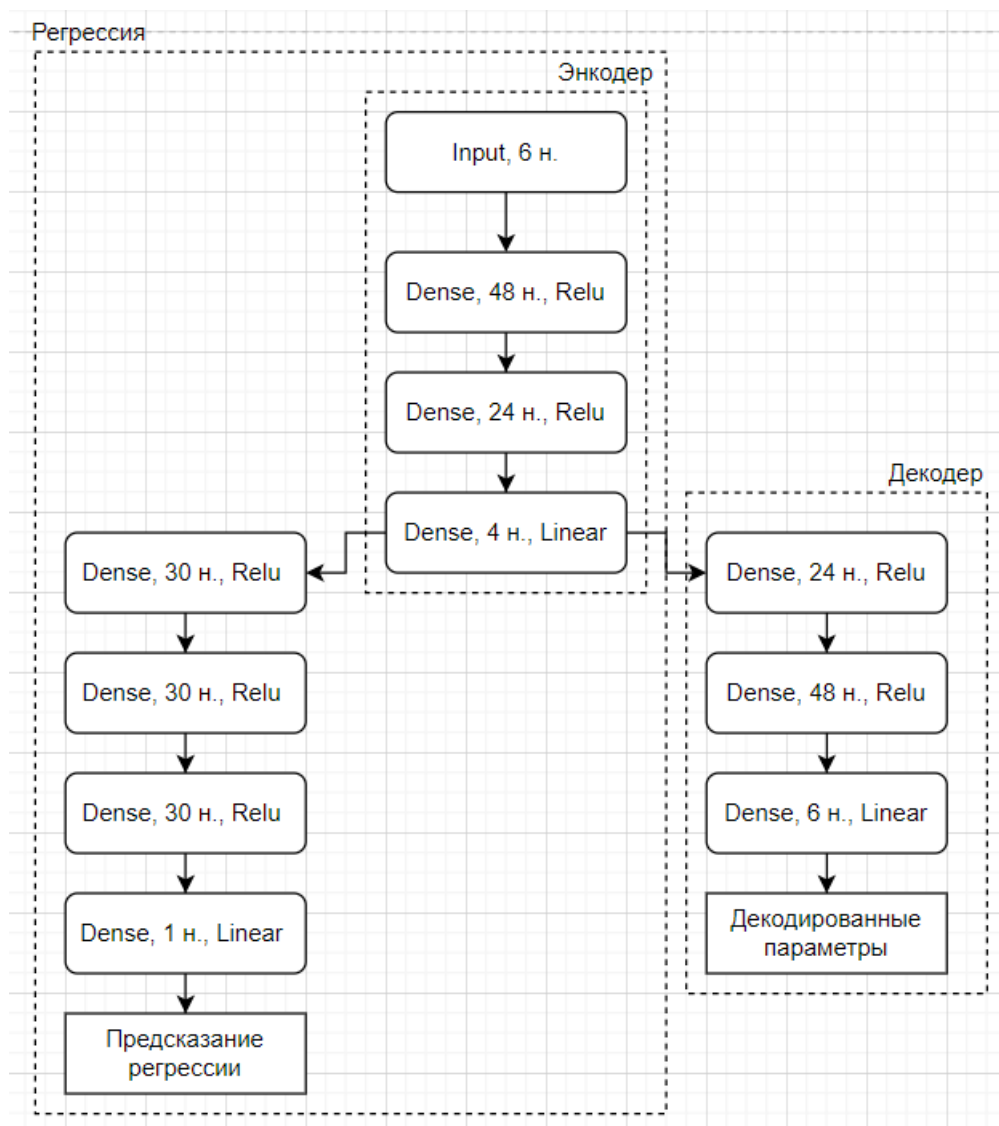 Регрессия
Энкодер
Input, 6 н.
Dense, 48 н., Relu
Dense, 24 н., Relu
Dense, 4 н., Linear
Dense, 30 н., Relu
Dense, 30 н., Relu
Dense, 30 н., Relu
Dense, 1 н., Linear
Предсказание
регрессии
Декодер
Dense, 24 н., Relu
Dense, 48 н., Relu
Dense, 6 н., Linear
Декодированные
параметры